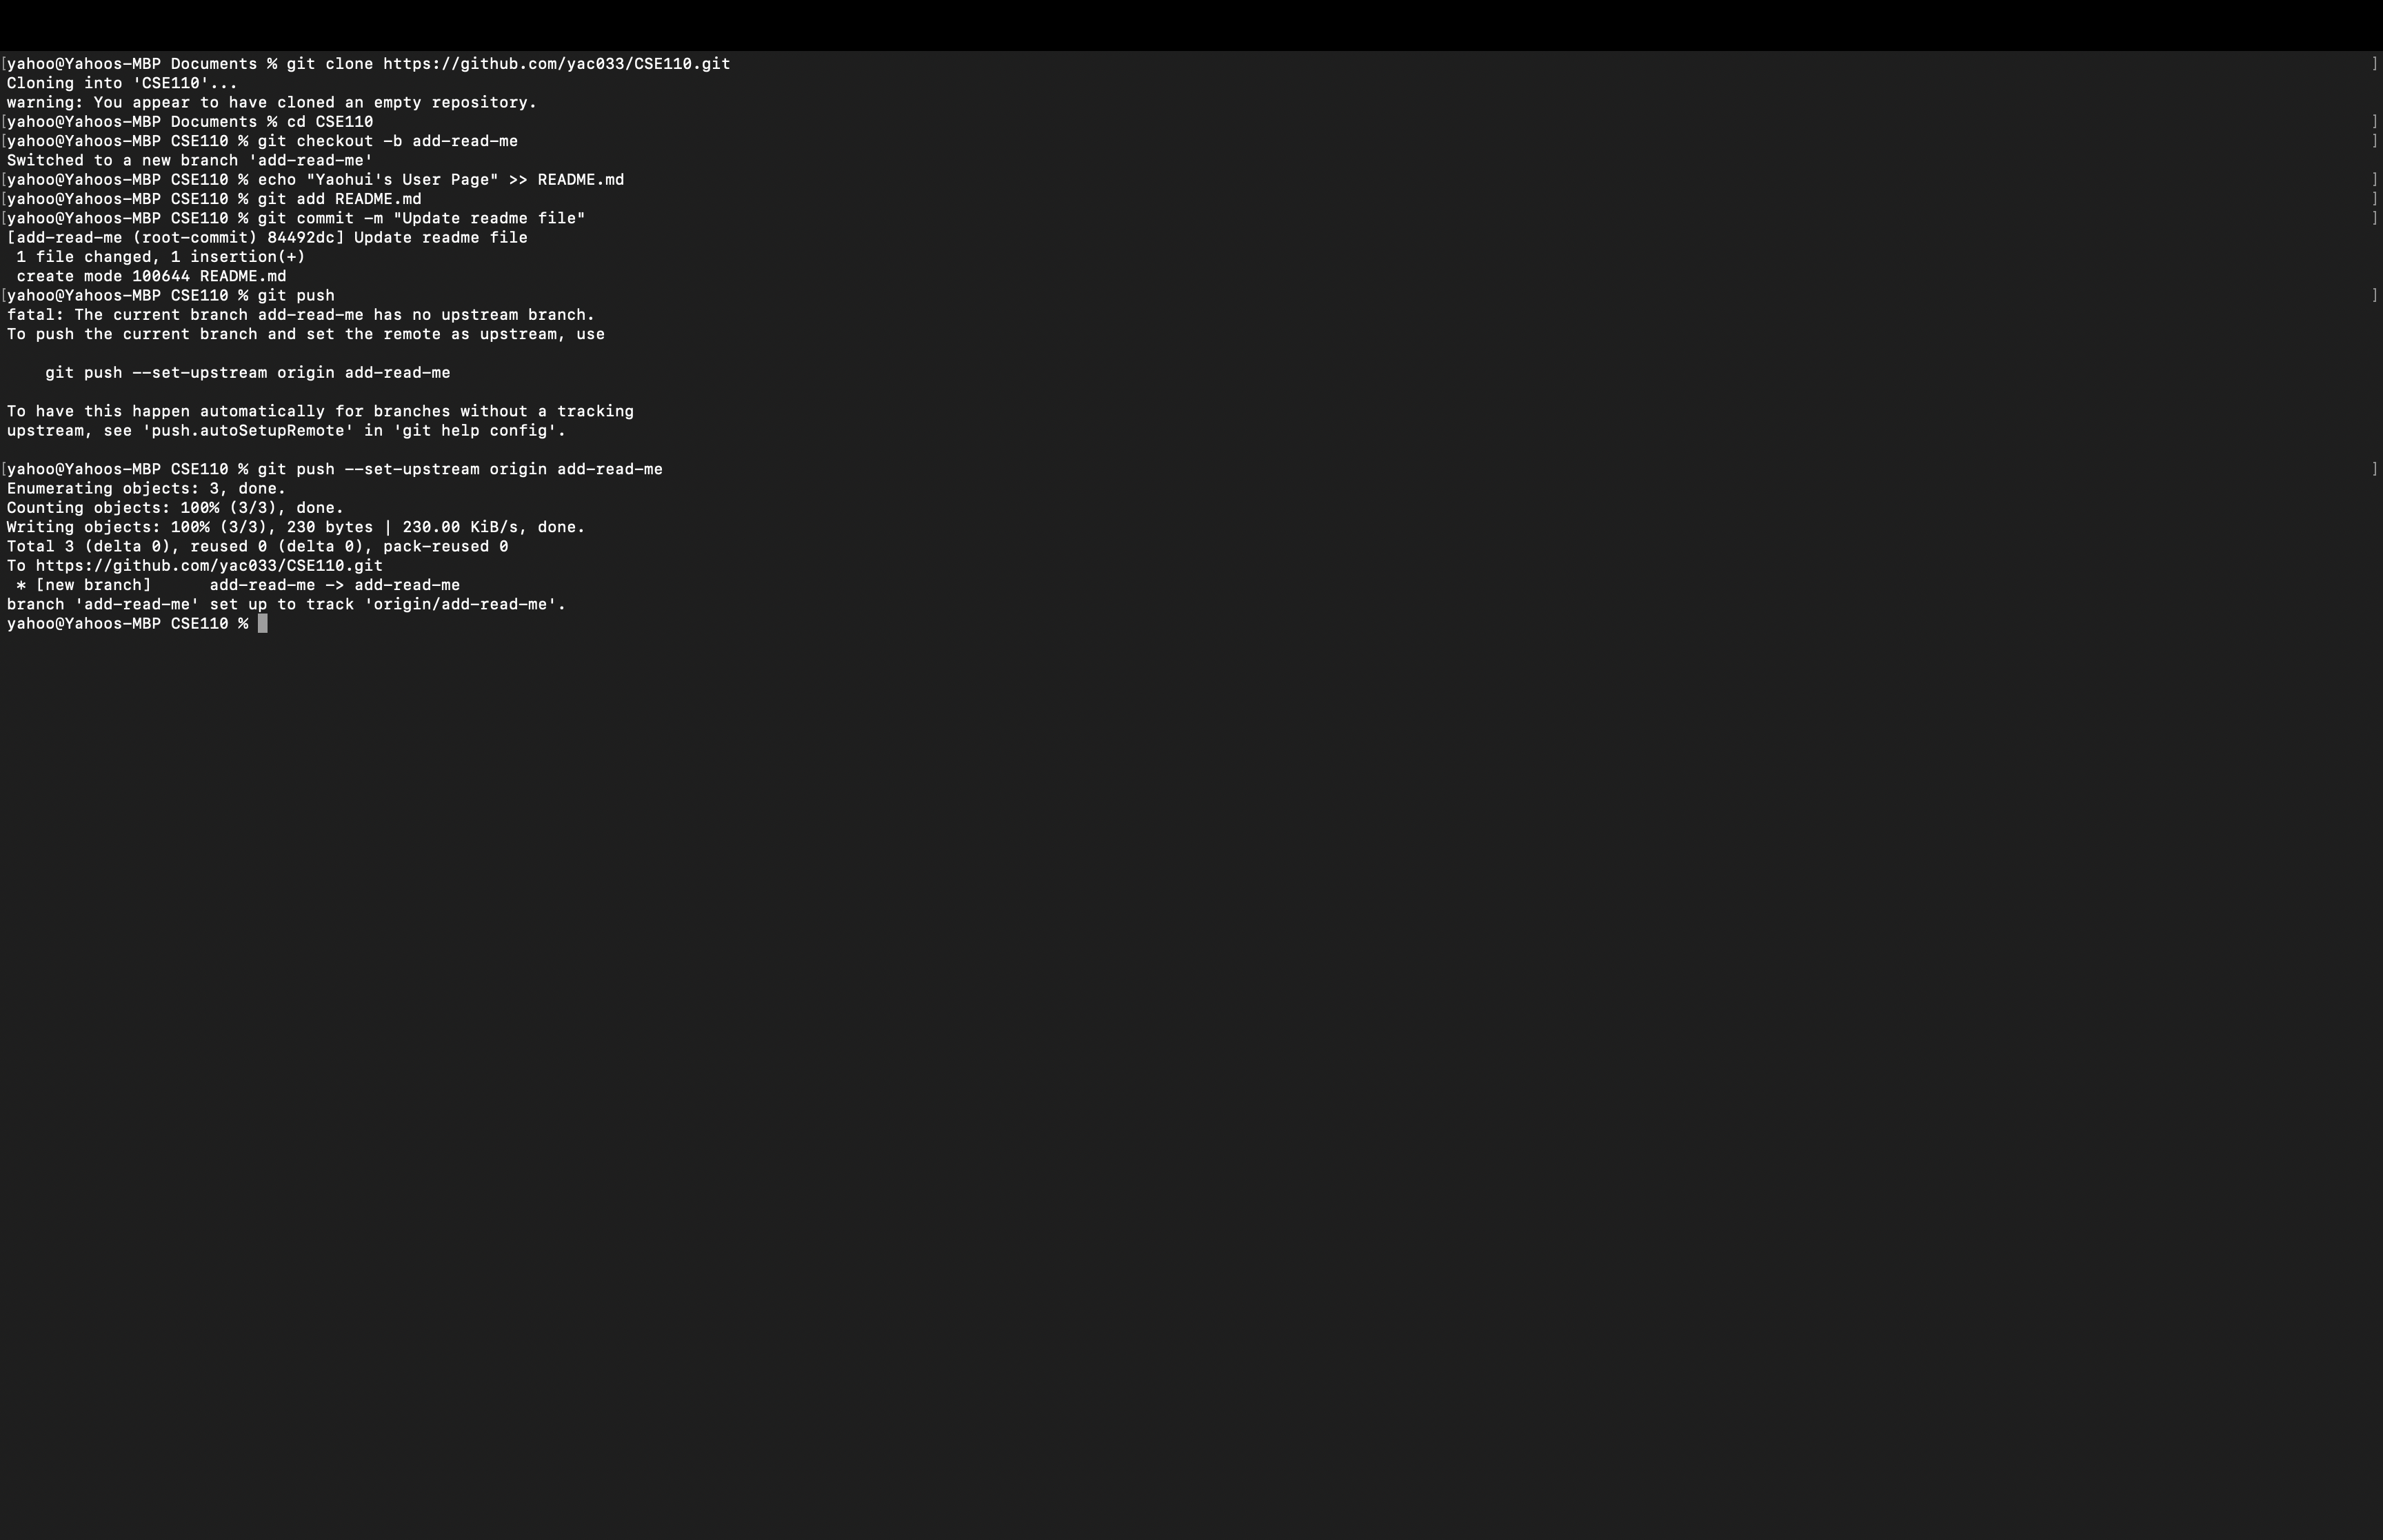 [yahoo@Yahoos-MBP Documents % git clone https://github.com/yac033/CSE110.git ]
Cloning into 'CSE110'...
warning: You appear to have cloned an empty repository.
[yahoo@Yahoos-MBP Documents % cd CSE110 ]
[yahoo@Yahoos-MBP CSE110 % git checkout -b add-read-me ]
Switched to a new branch 'add-read-me'
[yahoo@Yahoos-MBP CSE110 % echo "Yaohui's User Page" >> README.md ]
[yahoo@Yahoos-MBP CSE110 % git add README.md ]
[yahoo@Yahoos-MBP CSE110 % git commit -m "Update readme file" ]
[add-read-me (root-commit) 84492dc] Update readme file
 1 file changed, 1 insertion(+)
 create mode 100644 README.md
[yahoo@Yahoos-MBP CSE110 % git push ]
fatal: The current branch add-read-me has no upstream branch.
To push the current branch and set the remote as upstream, use

    git push --set-upstream origin add-read-me

To have this happen automatically for branches without a tracking
upstream, see 'push.autoSetupRemote' in 'git help config'.

[yahoo@Yahoos-MBP CSE110 % git push --set-upstream origin add-read-me ]
Enumerating objects: 3, done.
Counting objects: 100% (3/3), done.
Writing objects: 100% (3/3), 230 bytes | 230.00 KiB/s, done.
Total 3 (delta 0), reused 0 (delta 0), pack-reused 0
To https://github.com/yac033/CSE110.git
 * [new branch]      add-read-me -> add-read-me
branch 'add-read-me' set up to track 'origin/add-read-me'.
yahoo@Yahoos-MBP CSE110 %